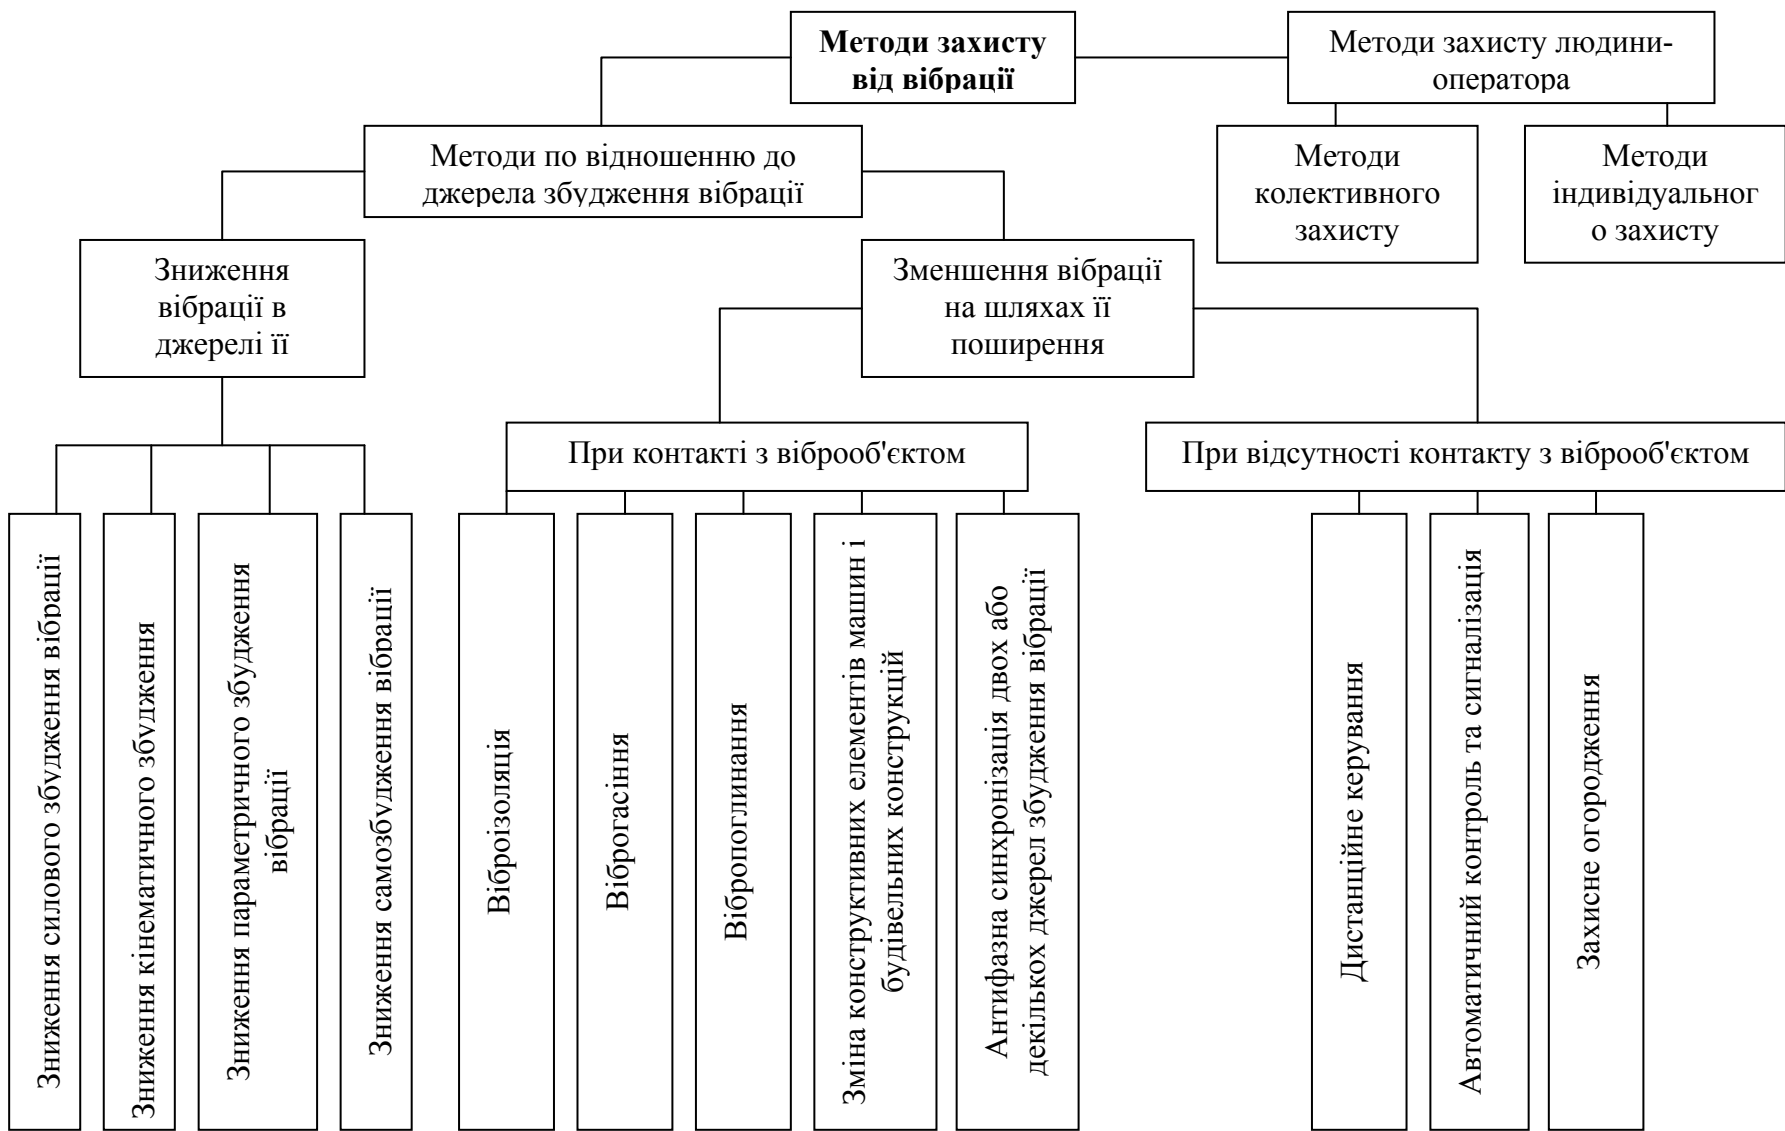 Методи захисту
від вібрації
Методи захисту людини-
оператора
Методи по відношенню до
джерела збудження вібрації
Методи
колективного
захисту
Методи
індивідуальног
о захисту
Зниження
вібрації в
джерелі її
Зменшення вібрації
на шляхах її
поширення
При контакті з віброоб'єктом
При відсутності контакту з віброоб'єктом
Зниження силового збудження вібрації
Зниження кінематичного збудження
Зниження параметричного збудження
вібрації
Зниження самозбудження вібрації
Віброізоляція
Віброгасіння
Вібропоглинання
Зміна конструктивних елементів машин і
будівельних конструкцій
Антифазна синхронізація двох або
декількох джерел збудження вібрації
Дистанційне керування
Автоматичний контроль та сигналізація
Захисне огородження